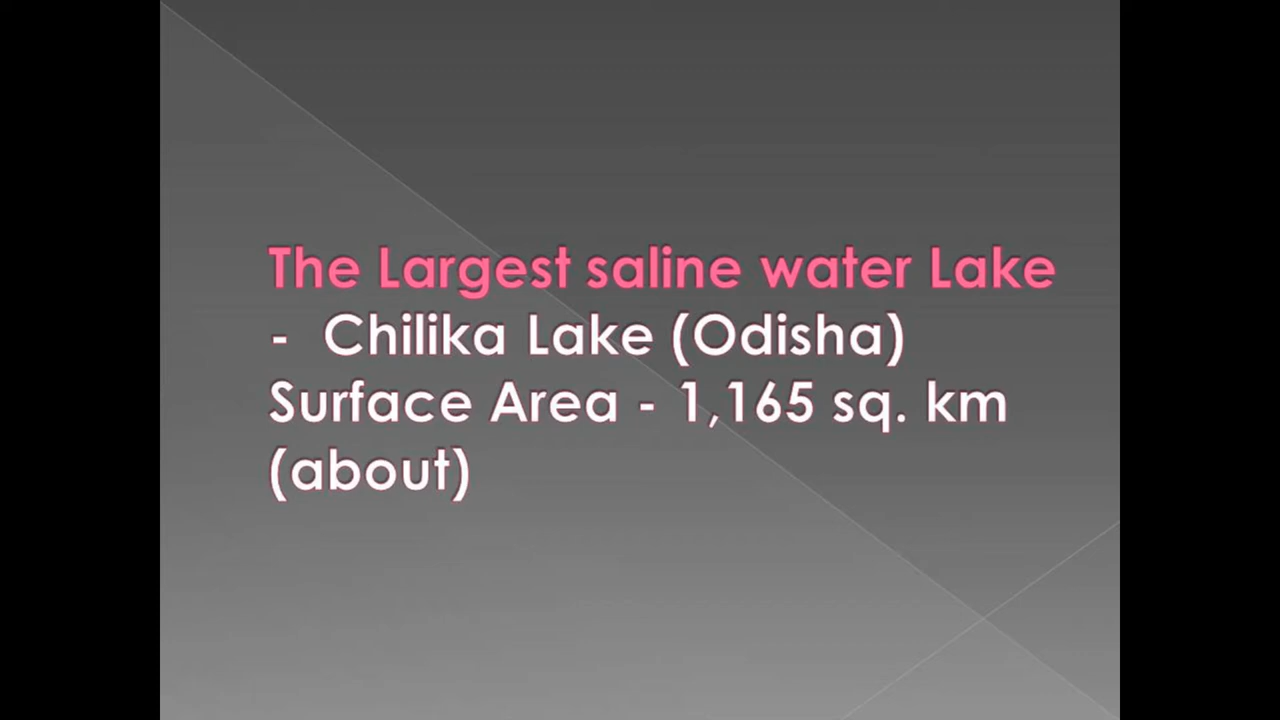 The Largest saline water Lake
- Chilika Lake (Odisha)
Surface Area - 1,165 sq. km
(about)